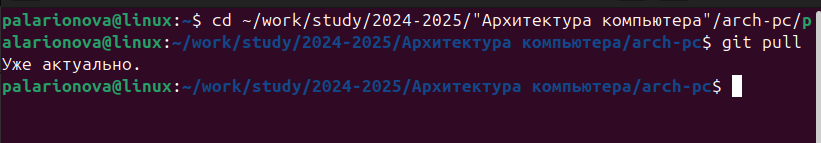 palarionova@linux:~$ cd ~/work/study/2024-2025/"Архитектура компьютера"/arch-pc/p
alarionova@linux:~/work/study/2024-2025/Архитектура компьютера/arch-pc$ git pull
Уже актуально.
palarionova@linux:~/work/study/2024-2025/Архитектура компьютера/arch-pc$